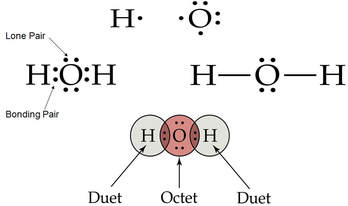 H· ·Ö:
Lone Pair
H:Ö:H
H—Ö—H
Bonding Pair
H :Ö: H
Duet Octet Duet